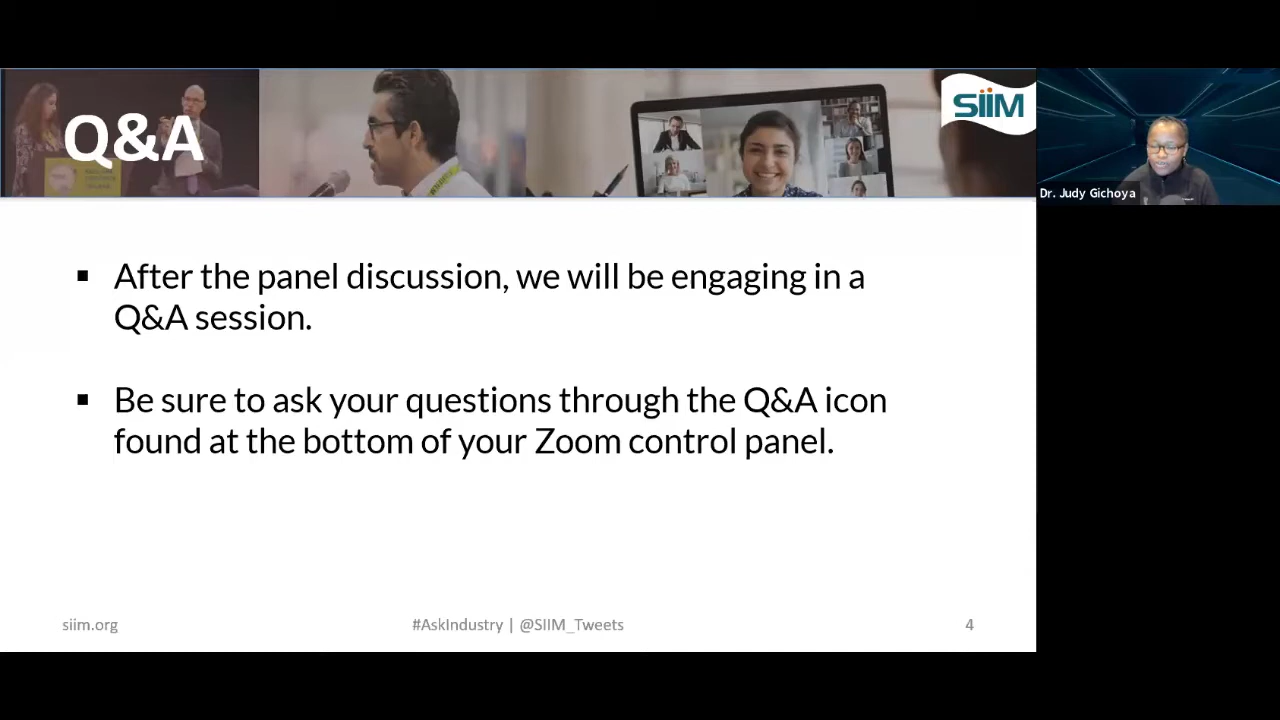 Q&A
SiiM
Dr. Judy Gichoya
▪ After the panel discussion, we will be engaging in a
Q&A session.
▪ Be sure to ask your questions through the Q&A icon
found at the bottom of your Zoom control panel.
siim.org
#AskIndustry | @SIIM_Tweets
4